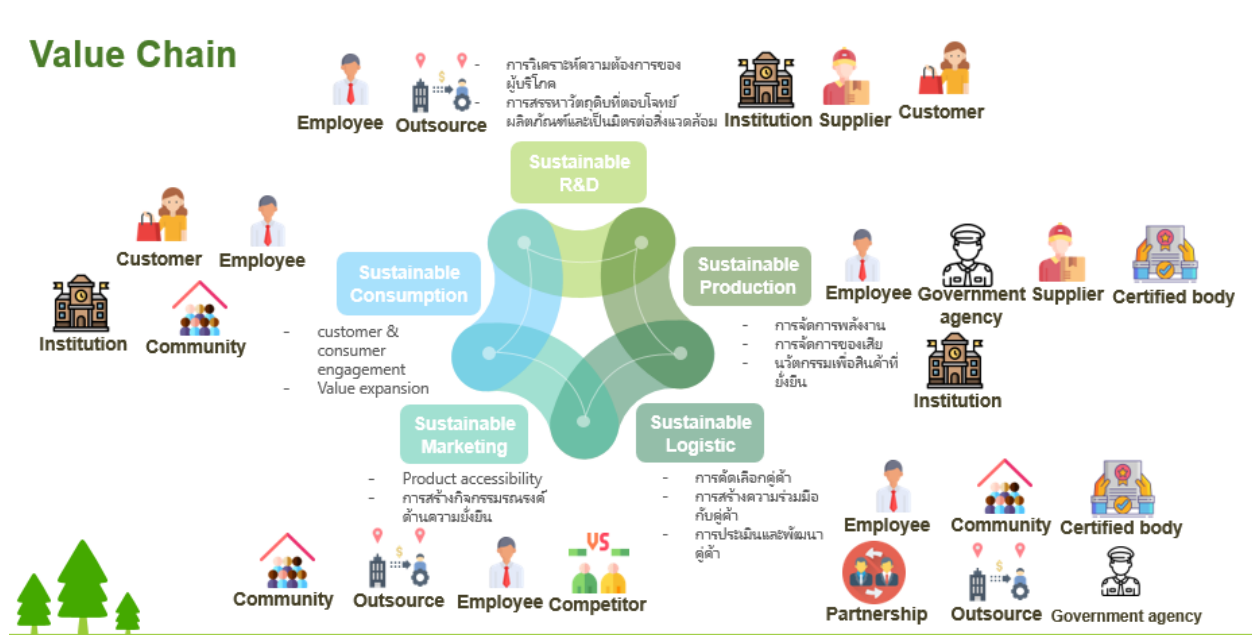 Value Chain
Employee
Outsource
- การวิเคราะห์ความต้องการของ
ผู้บริโภค
- การสรรหาวัตถุดิบที่ตอบโจทย์
ผลิตภัณฑ์และเป็นมิตรต่อสิ่งแวดล้อม
Institution
Supplier
Customer
Sustainable
R&D
Customer
Employee
Institution
Community
Sustainable
Consumption
- customer &
consumer
engagement
- Value expansion
Sustainable
Production
Employee
Government
agency
Supplier
Certified body
Institution
- การจัดการพลังงาน
- การจัดการของเสีย
- นวัตกรรมเพื่อสินค้าที่
ยั่งยืน
Sustainable
Marketing
- Product accessibility
- การสร้างกิจกรรมรณรงค์
ด้านความยั่งยืน
Community
Outsource
Employee
VS
Competitor
Sustainable
Logistic
- การคัดเลือกคู่ค้า
- การสร้างความร่วมมือ
กับคู่ค้า
- การประเมินและพัฒนา
คู่ค้า
Employee
Community
Certified body
Partnership
Outsource
Government agency